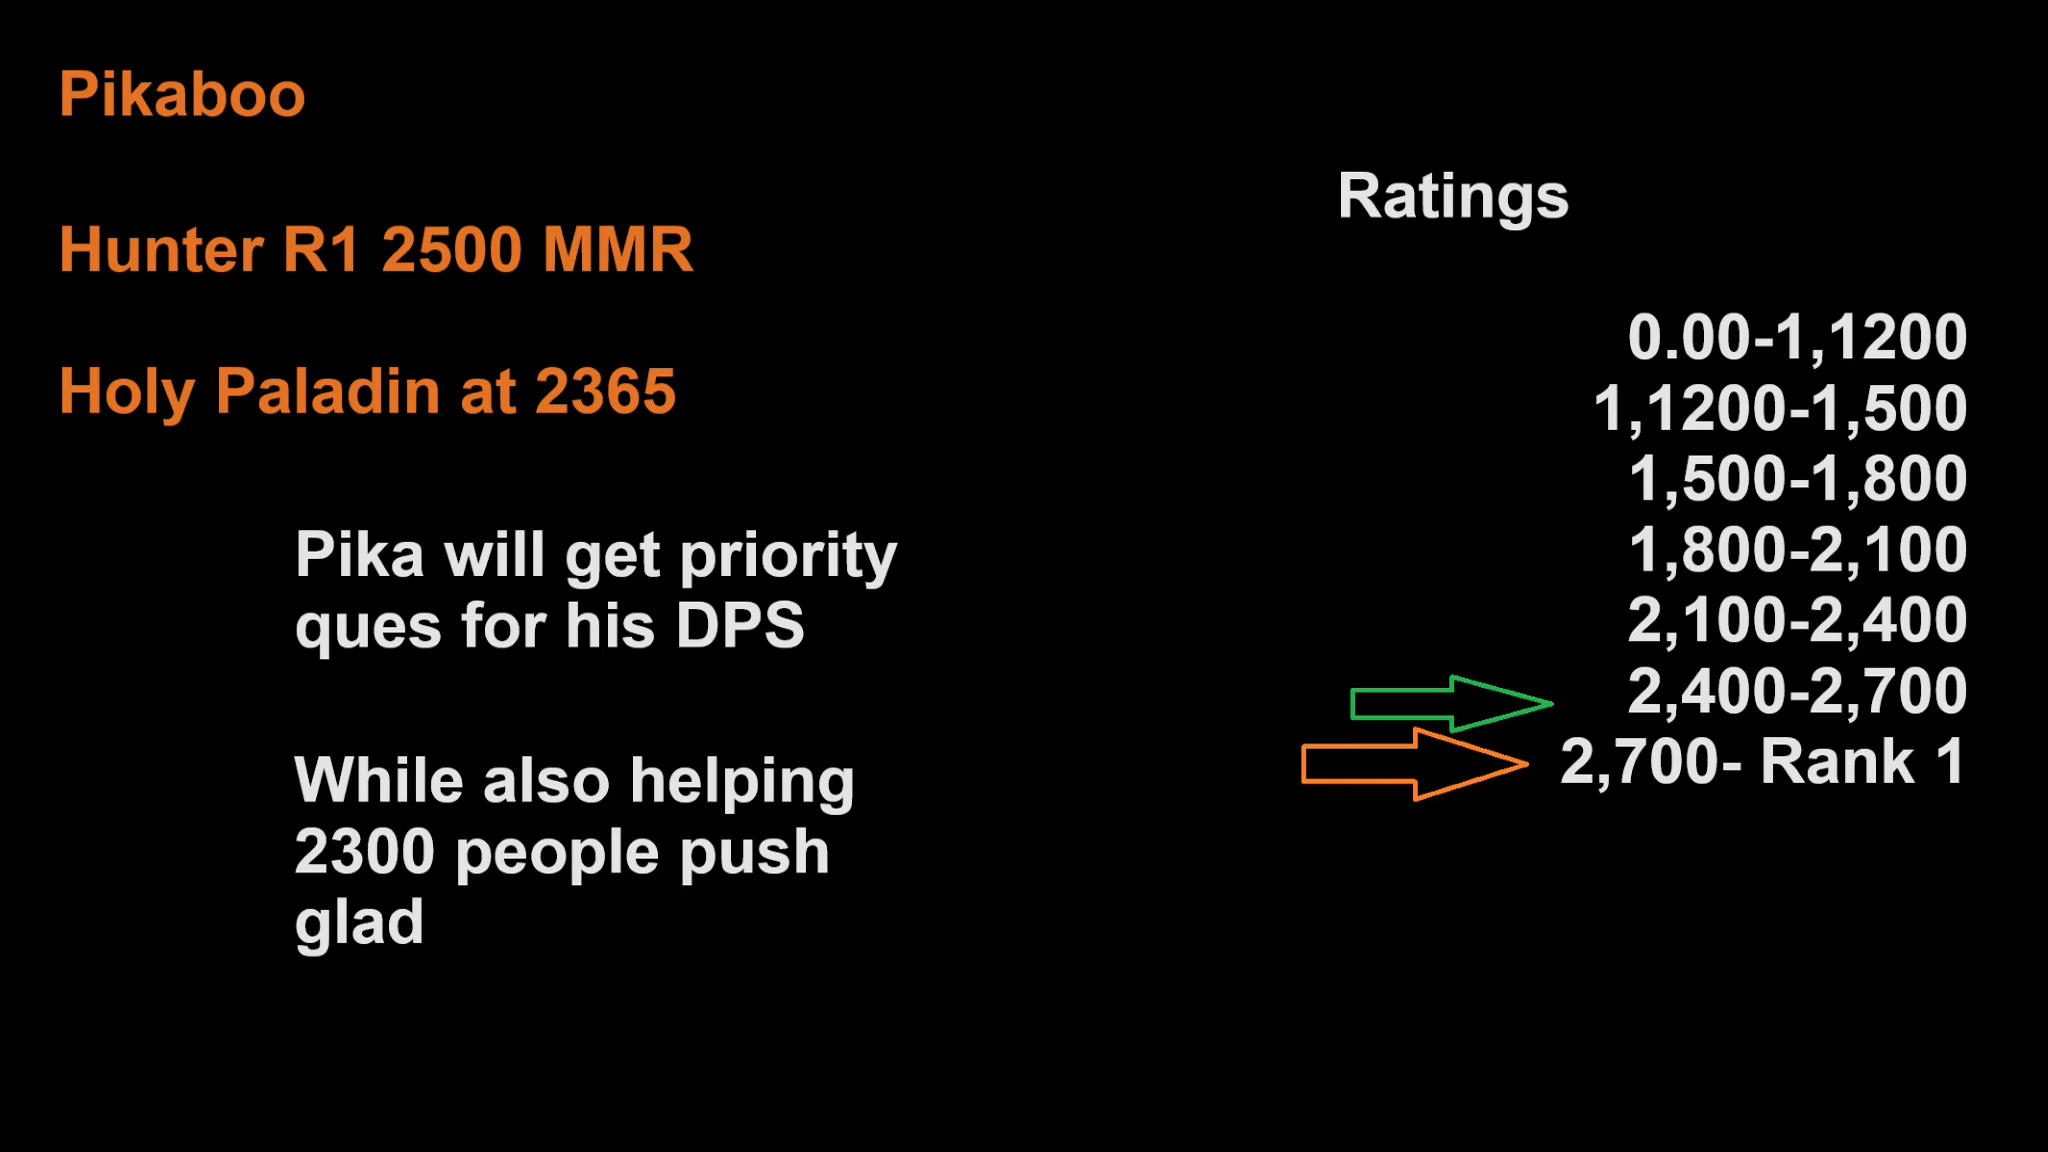 Pikaboo
Hunter R1 2500 MMR
Holy Paladin at 2365
Pika will get priority
ques for his DPS
While also helping
2300 people push
glad
Ratings
0.00-1,1200
1,1200-1,500
1,500-1,800
1,800-2,100
2,100-2,400
2,400-2,700
2,700- Rank 1